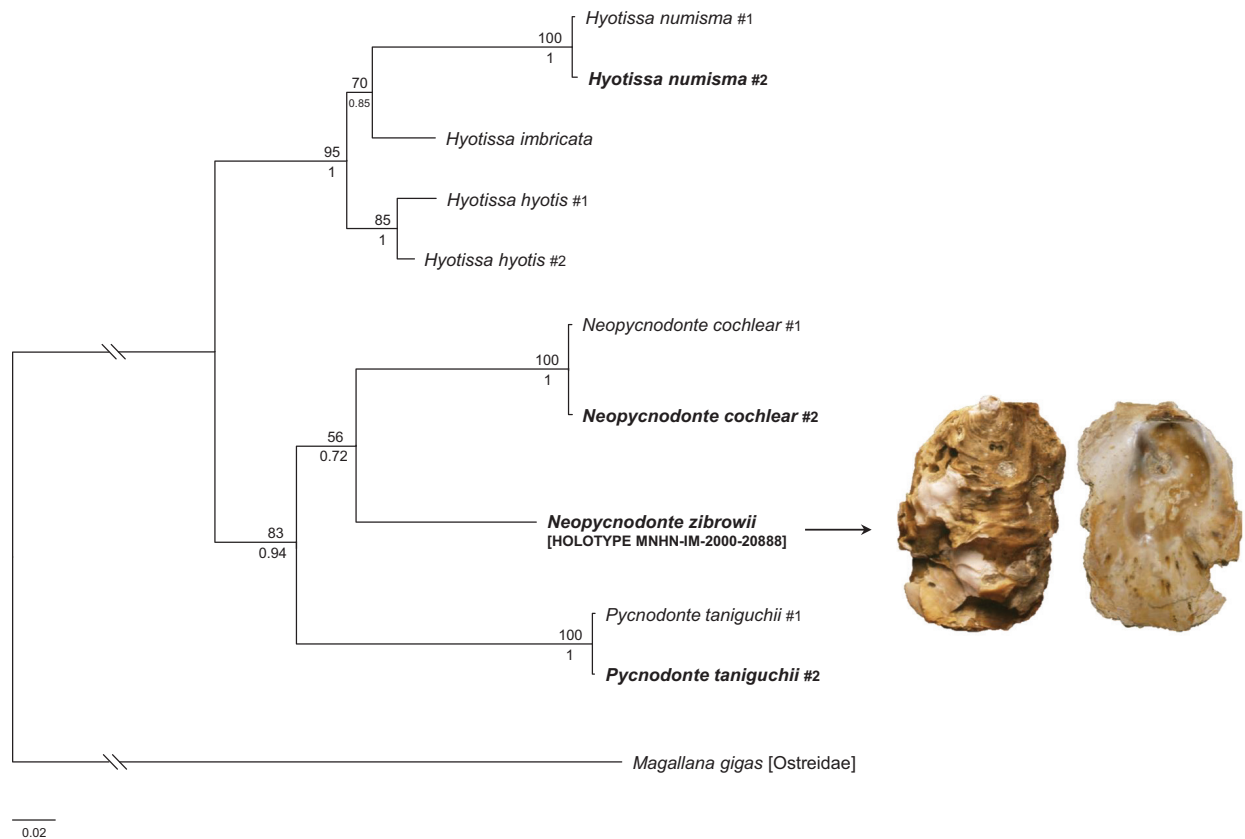 Hyotissa numisma #1
100
1
Hyotissa numisma #2
70
0.85
Hyotissa imbricata
95
1
Hyotissa hyotis #1
85
1
Hyotissa hyotis #2
Neopycnodonte cochlear #1
100
1
Neopycnodonte cochlear #2
56
0.72
Neopycnodonte zibrowii
[HOLOTYPE MNHN-IM-2000-20888]
83
0.94
Pycnodonte taniguchii #1
100
1
Pycnodonte taniguchii #2
Magallana gigas [Ostreidae]
0.02